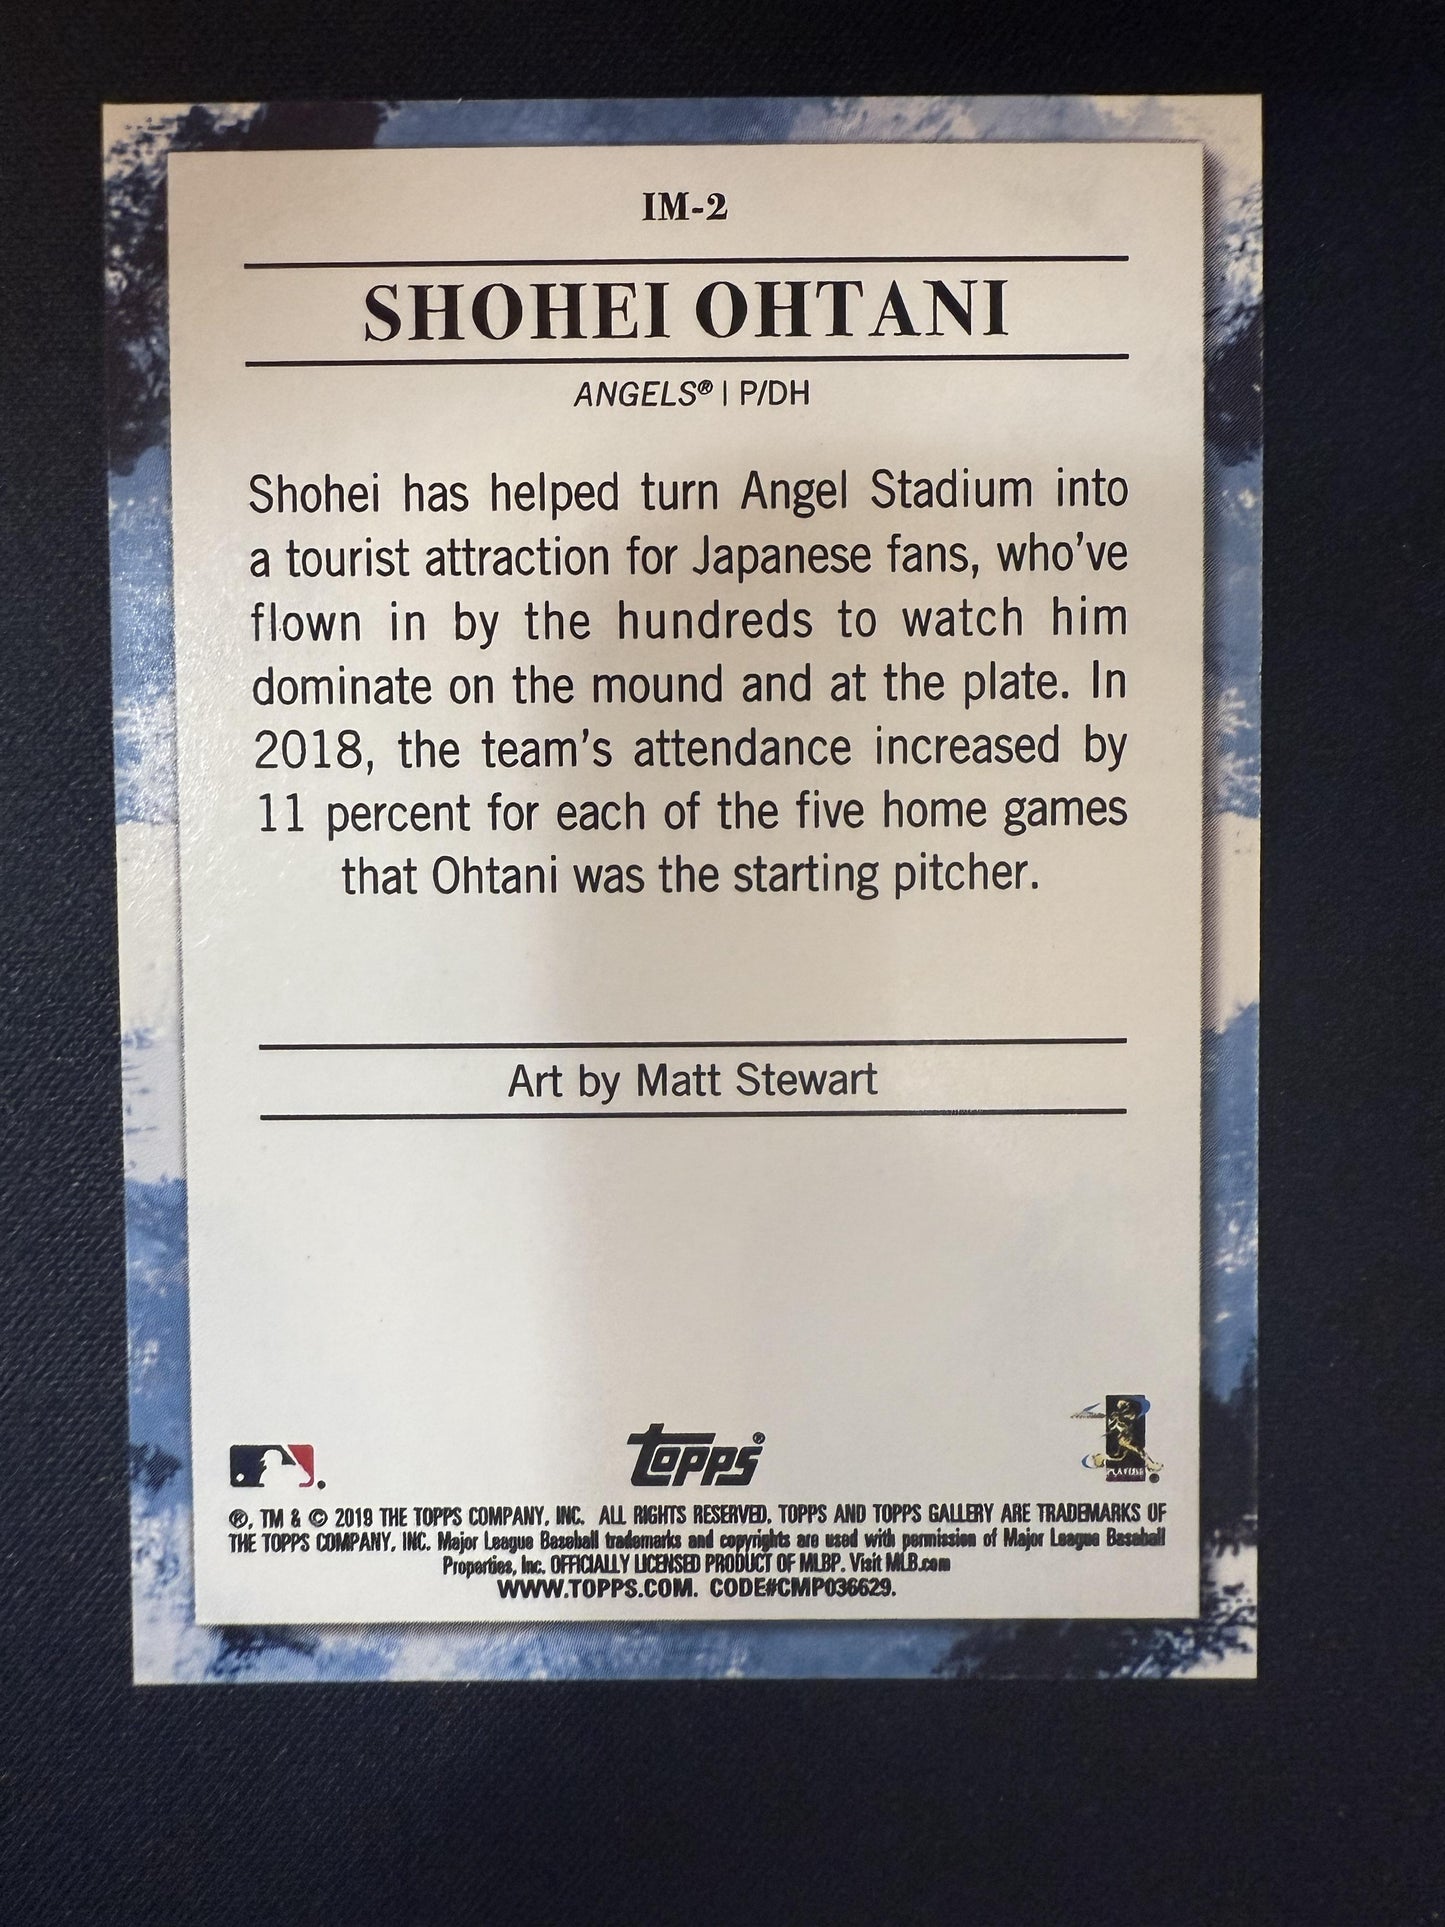 IM-2
SHOHEI OHTANI
ANGELS® | P/DH
Shohei has helped turn Angel Stadium into
a tourist attraction for Japanese fans, who've
flown in by the hundreds to watch him
dominate on the mound and at the plate. In
2018, the team's attendance increased by
11 percent for each of the five home games
that Ohtani was the starting pitcher.
Art by Matt Stewart
topps®
PLAYERS
®, TM & © 2019 THE TOPPS COMPANY, INC. ALL RIGHTS RESERVED. TOPPS AND TOPPS GALLERY ARE TRADEMARKS OF
THE TOPPS COMPANY, INC. Major League Baseball trademarks and copyrights are used with permission of Major League Baseball
Properties, Inc. OFFICIALLY LICENSED PRODUCT OF MLBP. Visit MLB.com
WWW.TOPPS.COM. CODE#CMP036629.